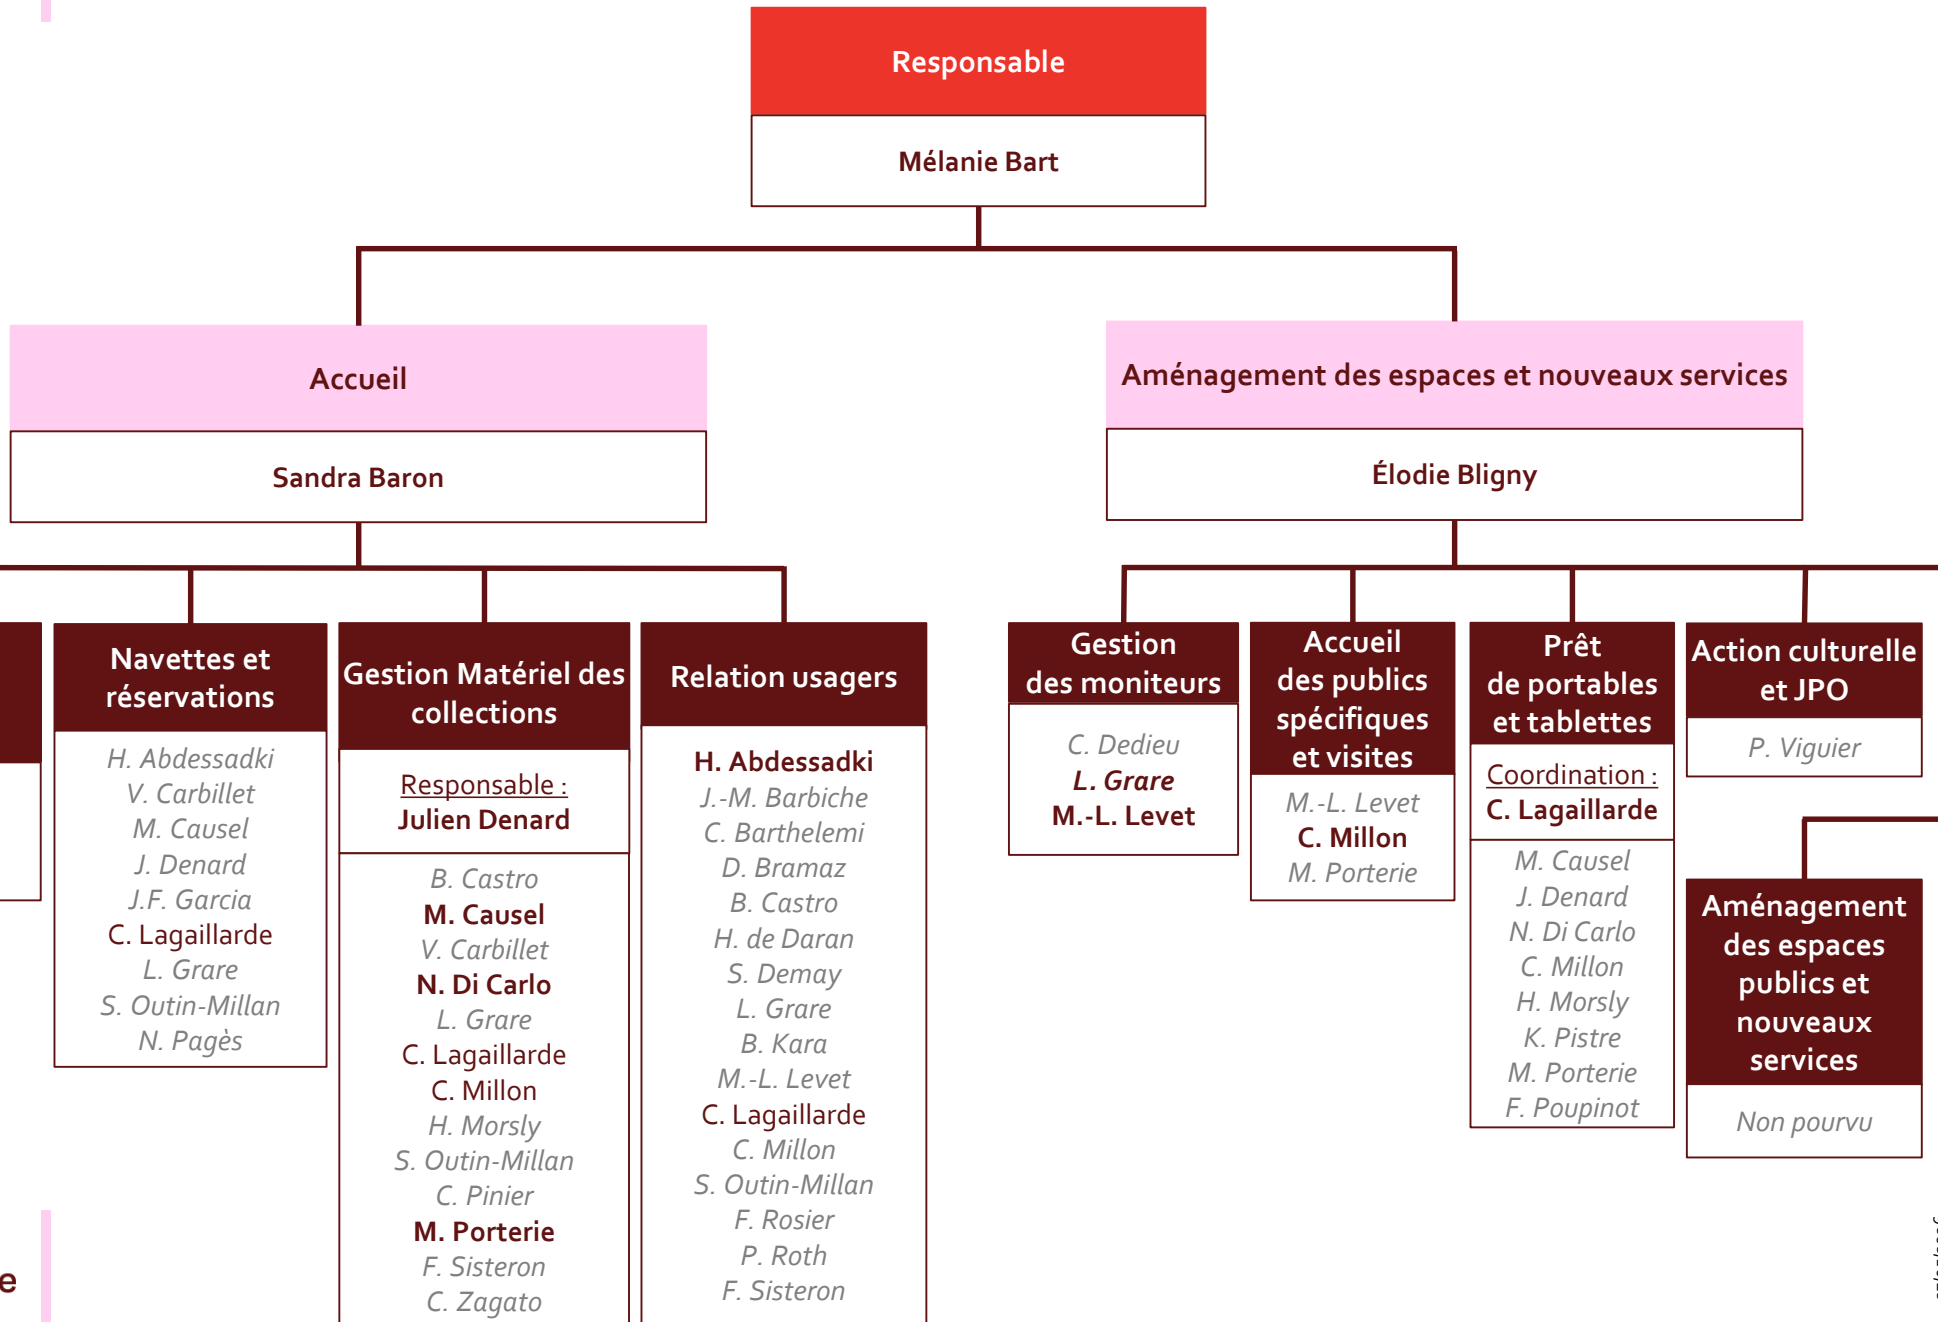 Responsable
Mélanie Bart
Accueil
Sandra Baron
Aménagement des espaces et nouveaux services
Élodie Bligny
Navettes et
réservations
H. Abdessadki
V. Carbillet
M. Causel
J. Denard
J.F. Garcia
C. Lagaillarde
L. Grare
S. Outin-Millan
N. Pagès
Gestion Matériel des
collections
Responsable :
Julien Denard
B. Castro
M. Causel
V. Carbillet
N. Di Carlo
L. Grare
C. Lagaillarde
C. Millon
H. Morsly
S. Outin-Millan
C. Pinier
M. Porterie
F. Sisteron
C. Zagato
Relation usagers
H. Abdessadki
J.-M. Barbiche
C. Barthelemi
D. Bramaz
B. Castro
H. de Daran
S. Demay
L. Grare
B. Kara
M.-L. Levet
C. Lagaillarde
C. Millon
S. Outin-Millan
F. Rosier
P. Roth
F. Sisteron
Gestion
des moniteurs
C. Dedieu
L. Grare
M.-L. Levet
Accueil
des publics
spécifiques
et visites
M.-L. Levet
C. Millon
M. Porterie
Prêt
de portables
et tablettes
Coordination :
C. Lagaillarde
M. Causel
J. Denard
N. Di Carlo
C. Millon
H. Morsly
K. Pistre
M. Porterie
F. Poupinot
Action culturelle
et JPO
P. Viguier
Aménagement
des espaces
publics et
nouveaux
services
Non pourvu
e